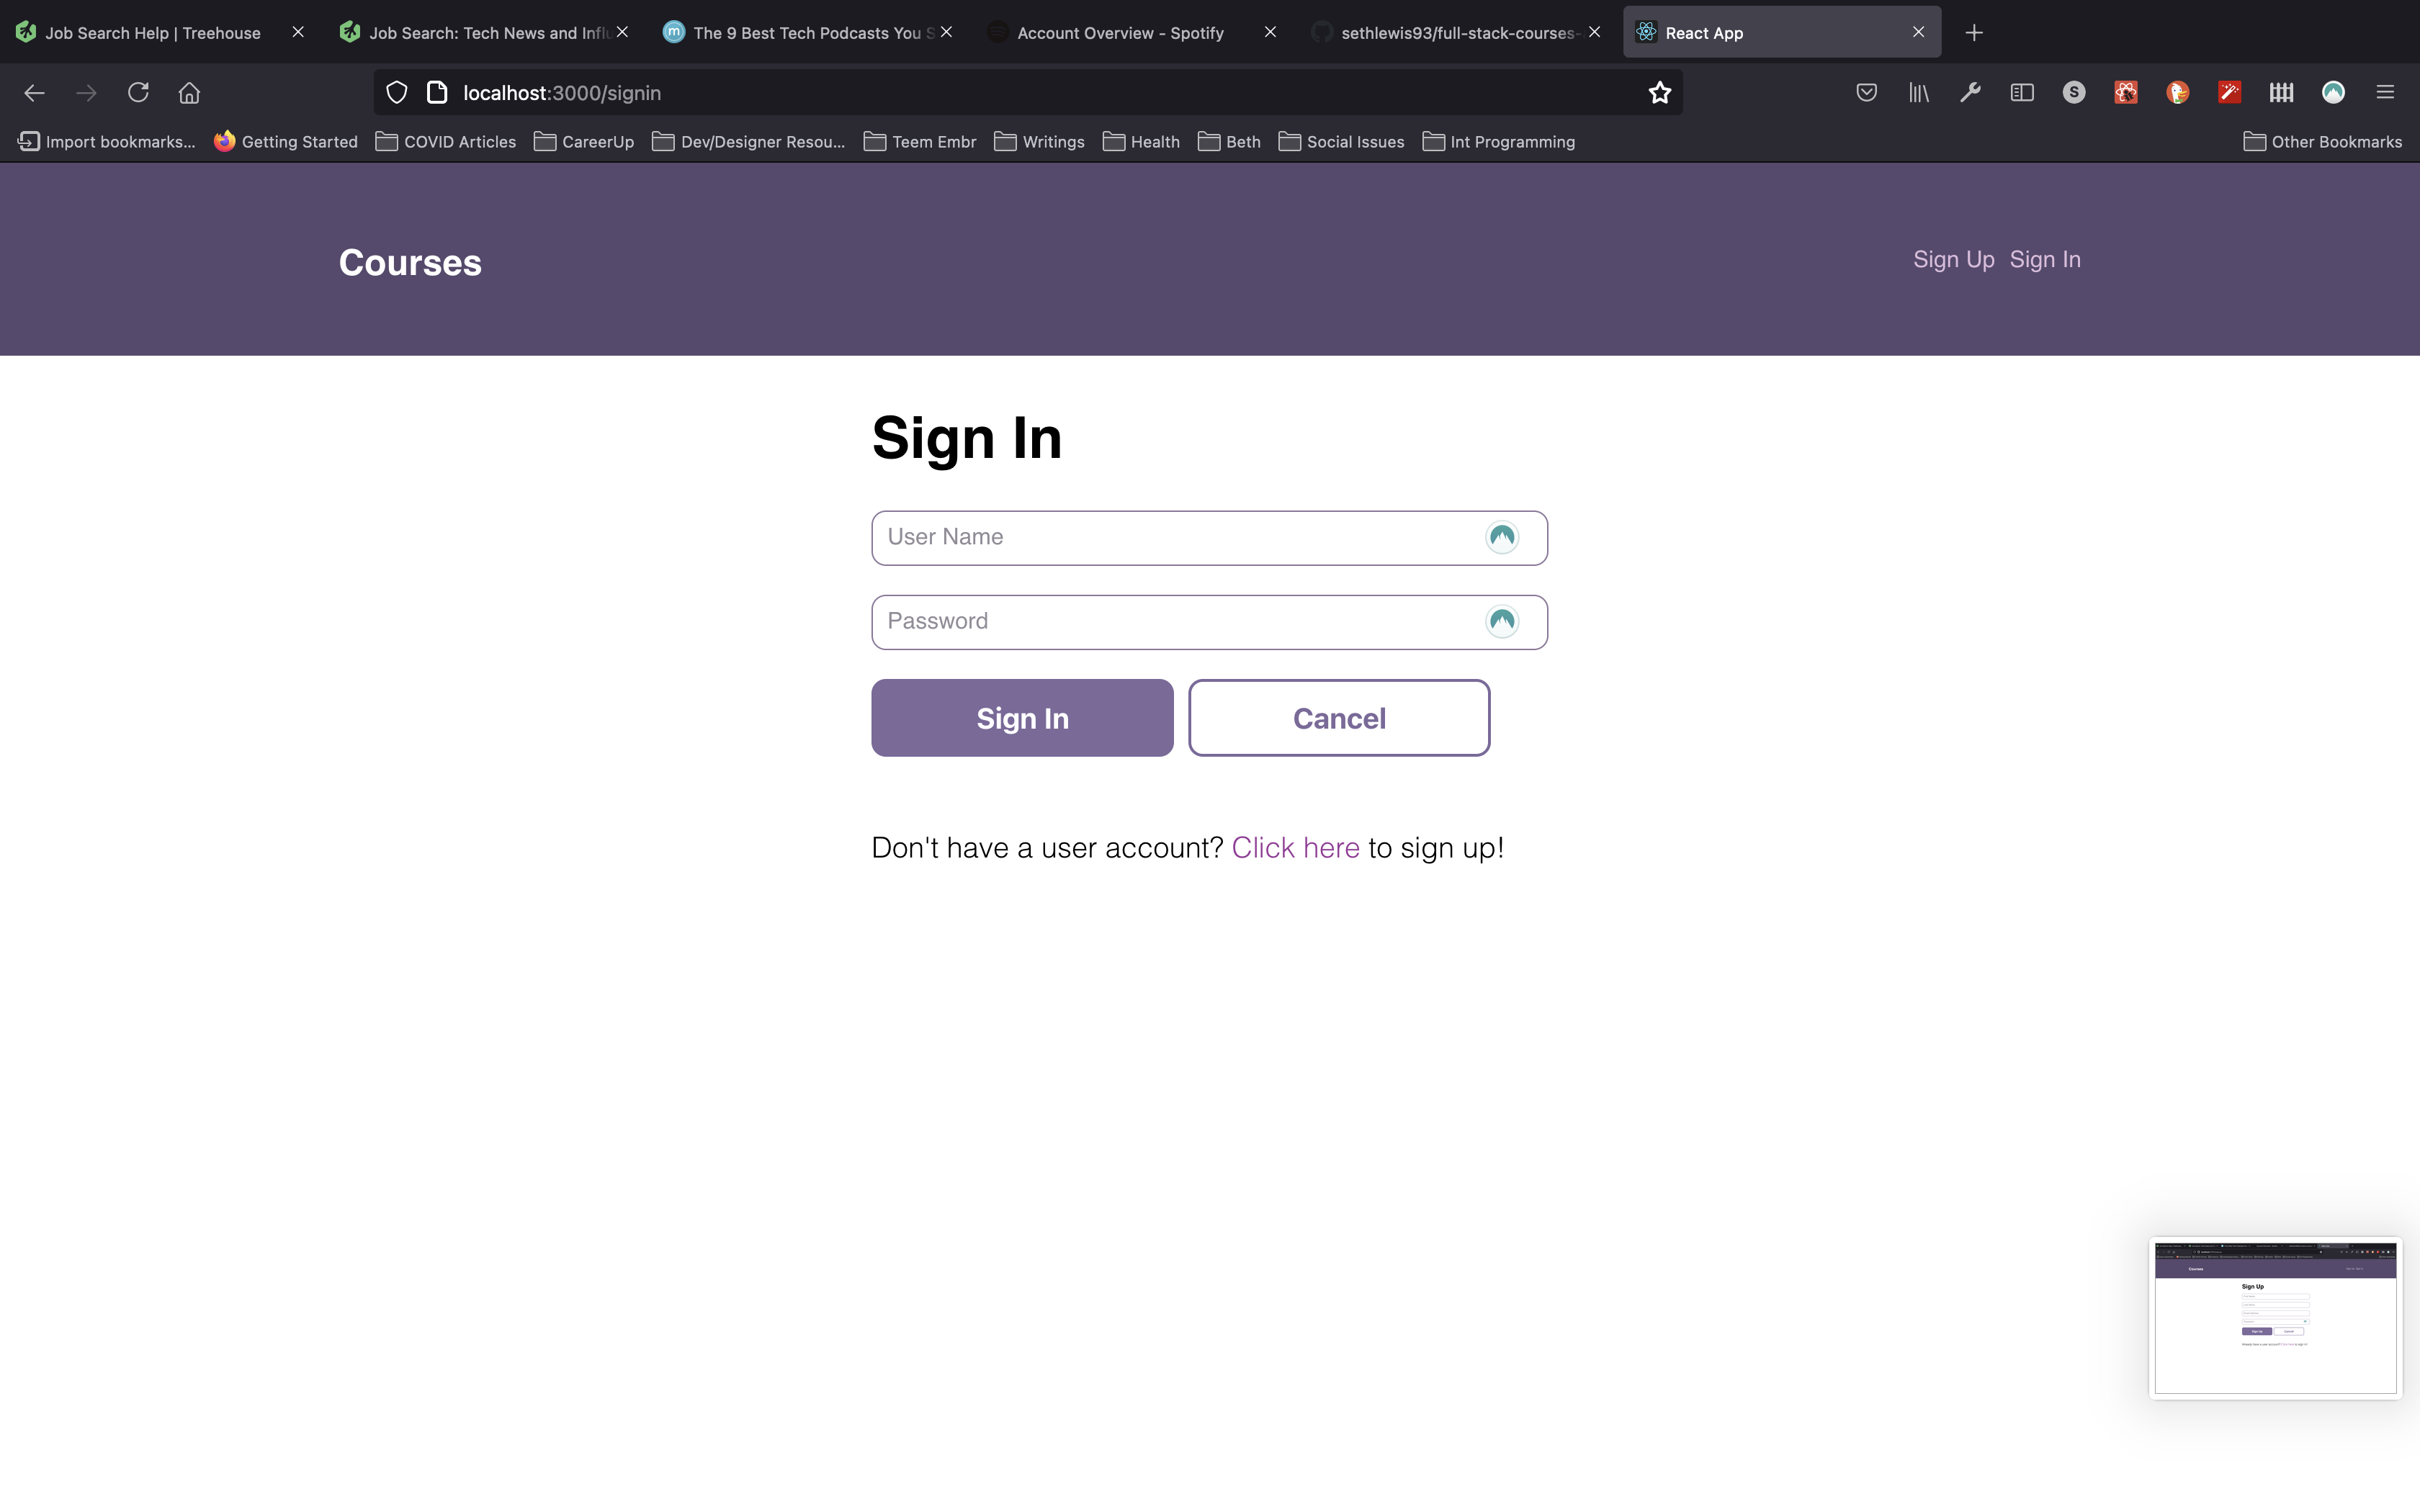 Job Search Help | Treehouse
Job Search: Tech News and Influ
The 9 Best Tech Podcasts You S
Account Overview - Spotify
sethlewis93/full-stack-courses-
React App
localhost:3000/signin
Import bookmarks...
Getting Started
COVID Articles
CareerUp
Dev/Designer Resou...
Teem Embr
Writings
Health
Beth
Social Issues
Int Programming
Other Bookmarks
Courses
Sign Up
Sign In
Sign In
User Name
Password
Sign In
Cancel
Don't have a user account? Click here to sign up!
Courses
Sign Up